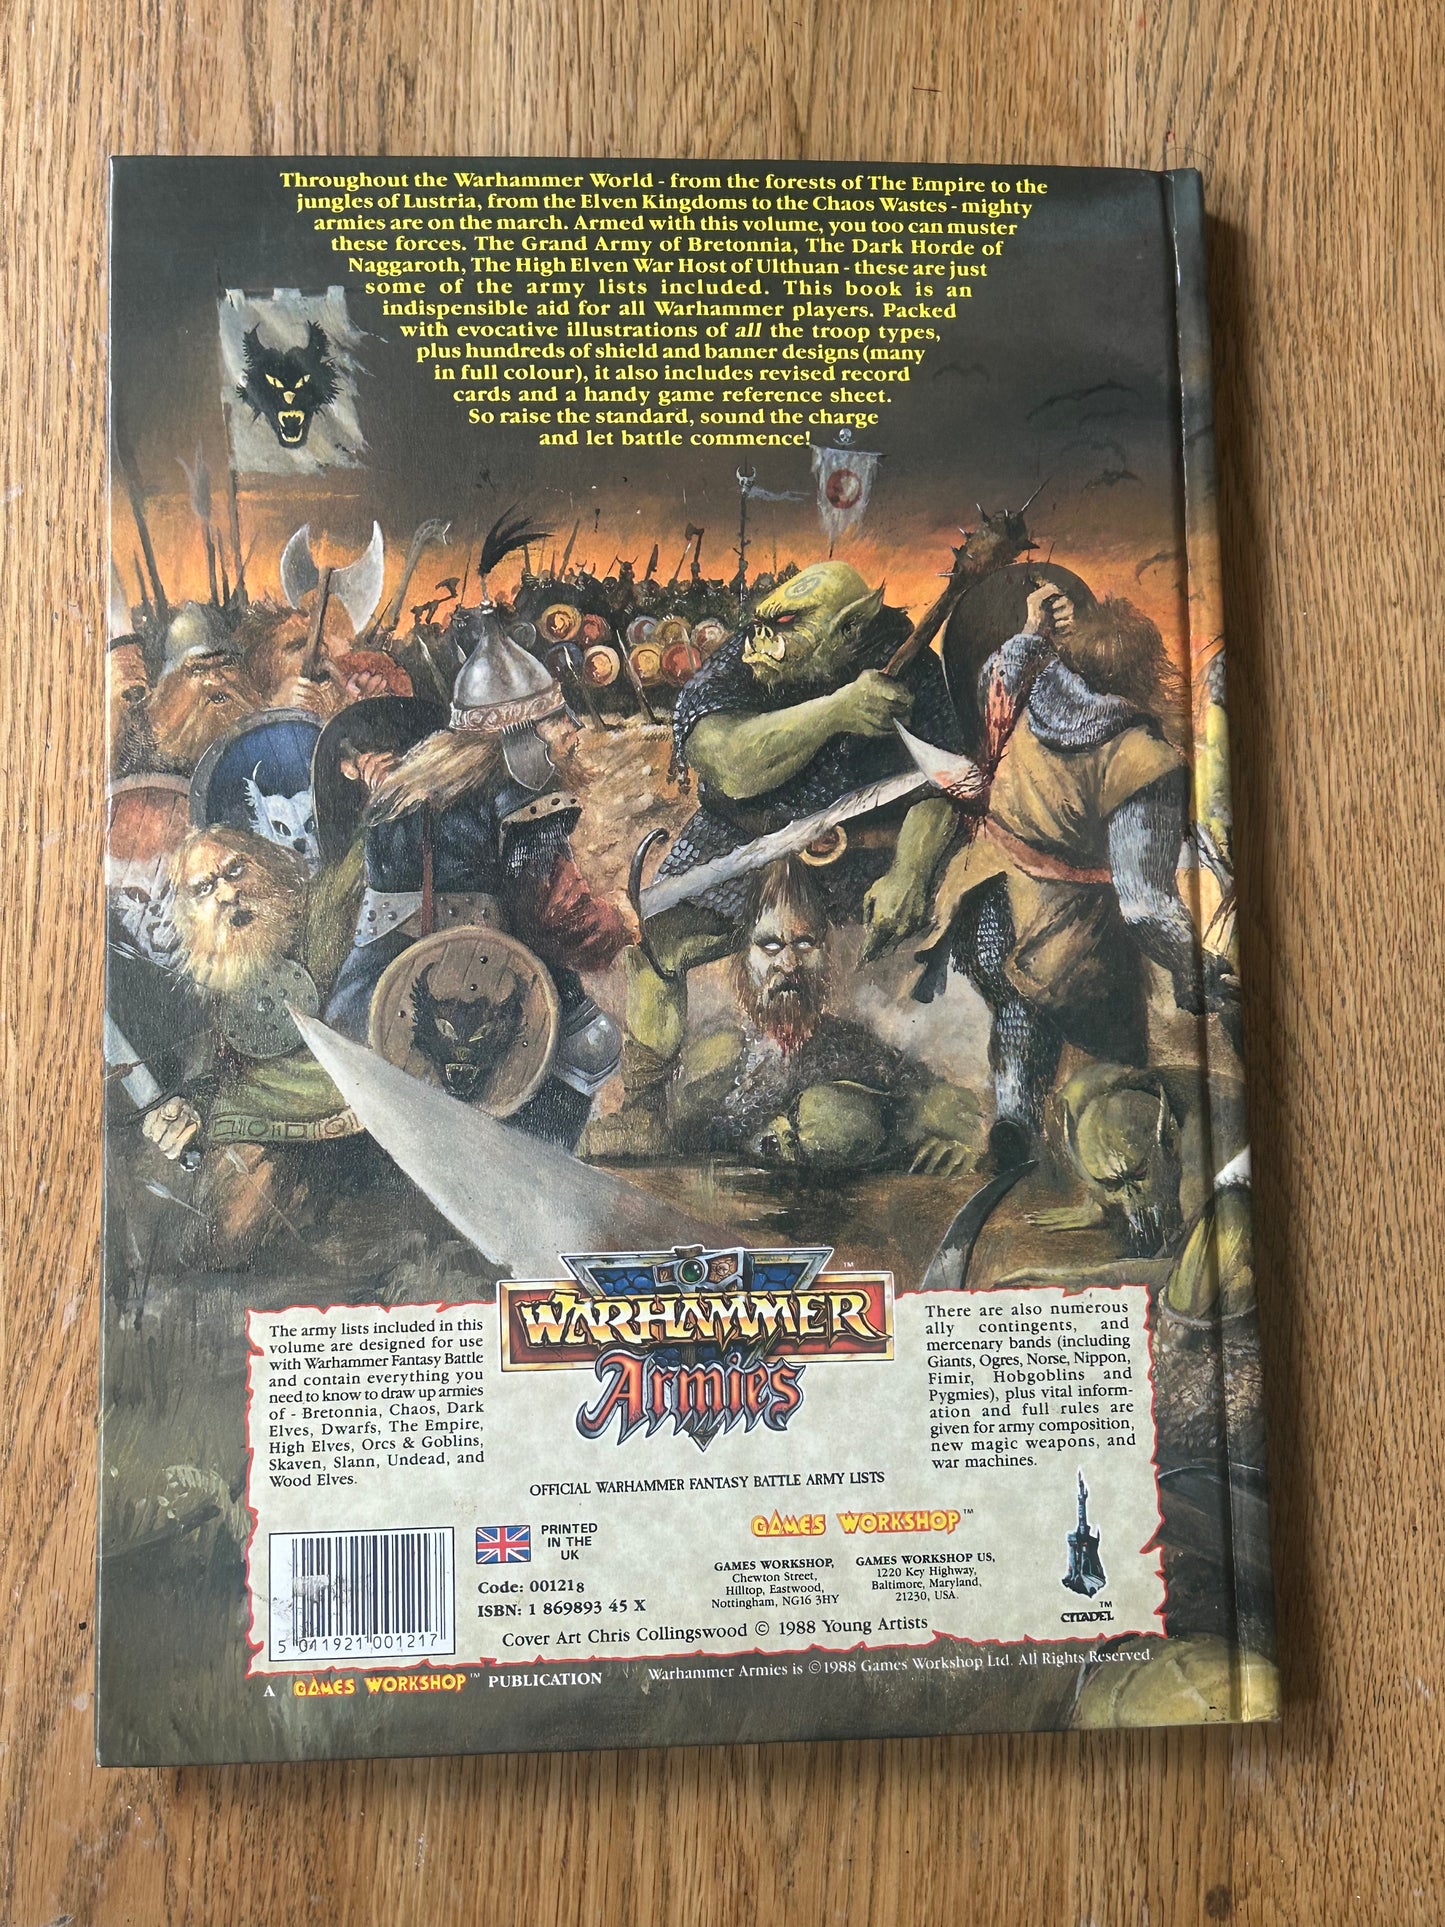 Throughout the Warhammer World - from the forests of The Empire to the
jungles of Lustria, from the Elven Kingdoms to the Chaos Wastes - mighty
armies are on the march. Armed with this volume, you too can muster
these forces. The Grand Army of Bretonnia, The Dark Horde of
Naggaroth, The High Elven War Host of Ulthuan - these are just
some of the army lists included. This book is an
indispensible aid for all Warhammer players. Packed
with evocative illustrations of all the troop types,
plus hundreds of shield and banner designs (many
in full colour), it also includes revised record
cards and a handy game reference sheet.
So raise the standard, sound the charge
and let battle commence!
WARHAMMER™
Armies
The army lists included in this
volume are designed for use
with Warhammer Fantasy Battle
and contain everything you
need to know to draw up armies
of - Bretonnia, Chaos, Dark
Elves, Dwarfs, The Empire,
High Elves, Orcs & Goblins,
Skaven, Slann, Undead, and
Wood Elves.
There are also numerous
ally contingents, and
mercenary bands (including
Giants, Ogres, Norse, Nippon,
Fimir, Hobgoblins and
Pygmies), plus vital inform-
ation and full rules are
given for army composition,
new magic weapons, and
war machines.
OFFICIAL WARHAMMER FANTASY BATTLE ARMY LISTS
5 011921 001217
PRINTED
IN THE
UK
Code: 001218
ISBN: 1 869893 45 X
GAMES WORKSHOP™
GAMES WORKSHOP,
Chewton Street,
Hilltop, Eastwood,
Nottingham, NG16 3HY
GAMES WORKSHOP US,
1220 Key Highway,
Baltimore, Maryland,
21230, USA.
™
CITADEL
Cover Art Chris Collingswood © 1988 Young Artists
A GAMES WORKSHOP™ PUBLICATION
Warhammer Armies is ©1988 Games Workshop Ltd. All Rights Reserved.